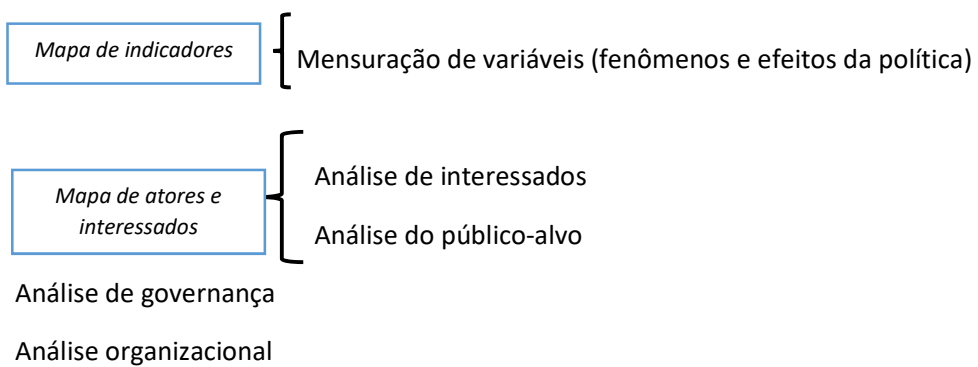 Mapa de indicadores
Mensuração de variáveis (fenômenos e efeitos da política)
Mapa de atores e
interessados
Análise de interessados
Análise do público-alvo
Análise de governança
Análise organizacional